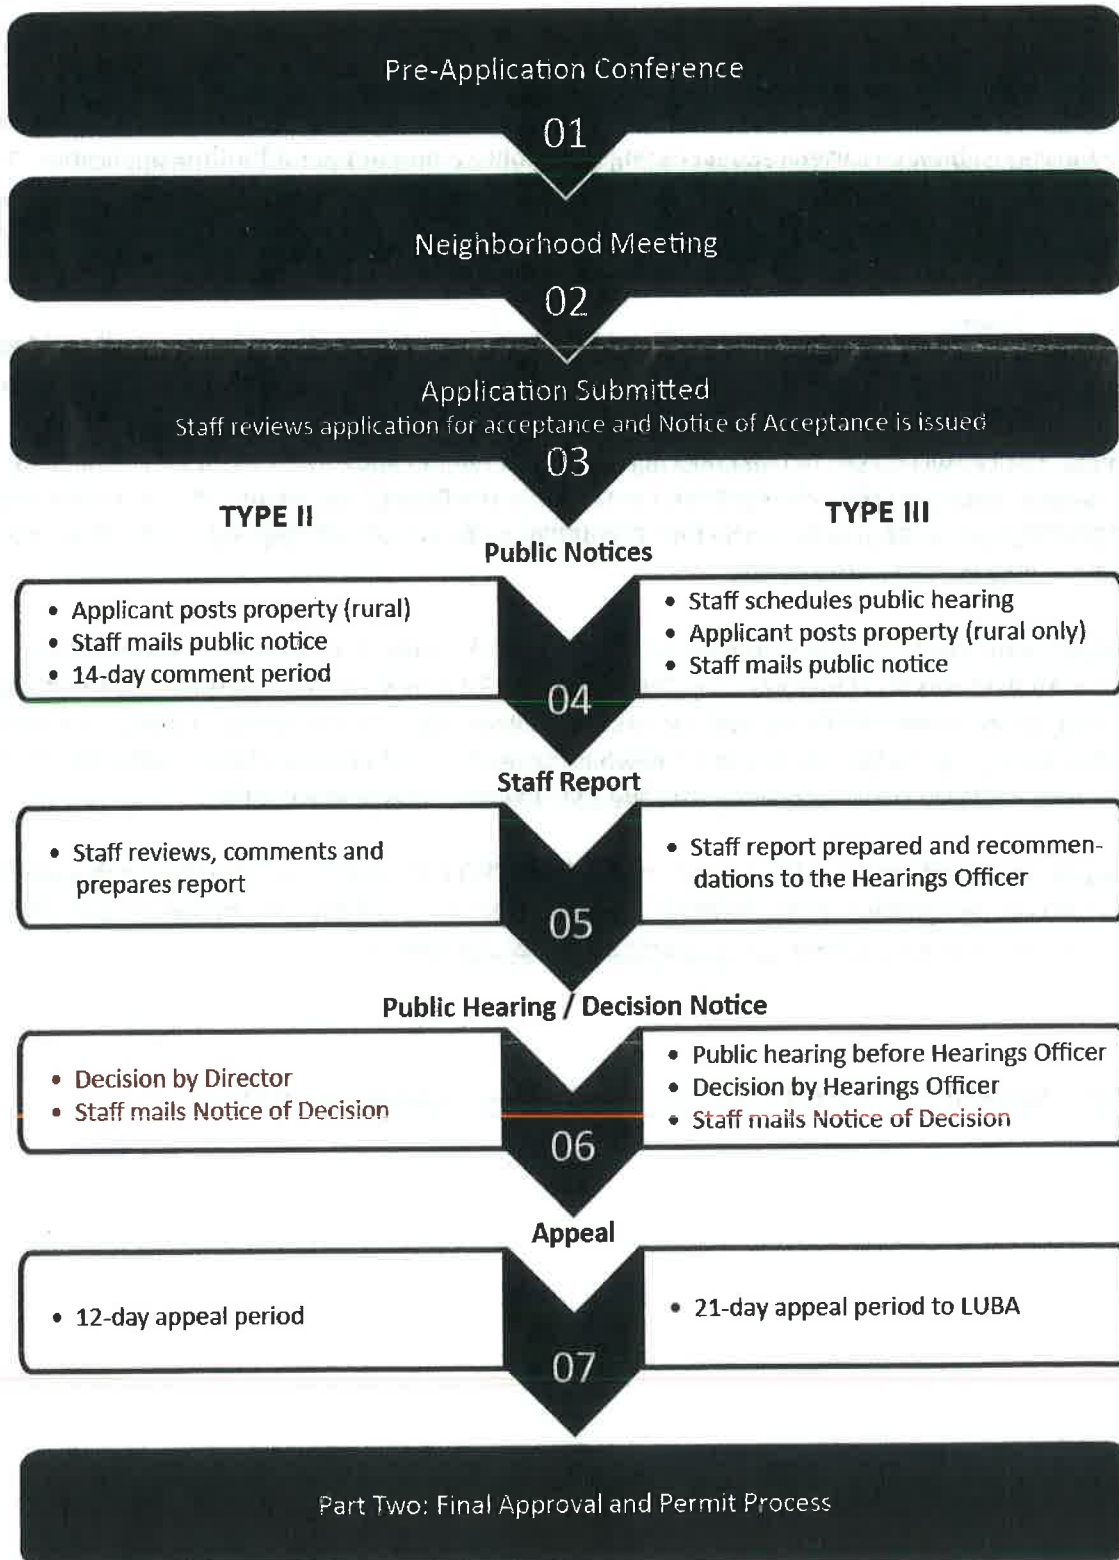 Pre-Application Conference
01
Neighborhood Meeting
02
Application Submitted
Staff reviews application for acceptance and Notice of Acceptance is issued
03
TYPE II
TYPE III
Public Notices
• Applicant posts property (rural)
• Staff mails public notice
• 14-day comment period
• Staff schedules public hearing
• Applicant posts property (rural only)
• Staff mails public notice
04
Staff Report
• Staff reviews, comments and
prepares report
• Staff report prepared and recommen-
dations to the Hearings Officer
05
Public Hearing / Decision Notice
• Decision by Director
• Staff mails Notice of Decision
• Public hearing before Hearings Officer
• Decision by Hearings Officer
• Staff mails Notice of Decision
06
Appeal
• 12-day appeal period
• 21-day appeal period to LUBA
07
Part Two: Final Approval and Permit Process